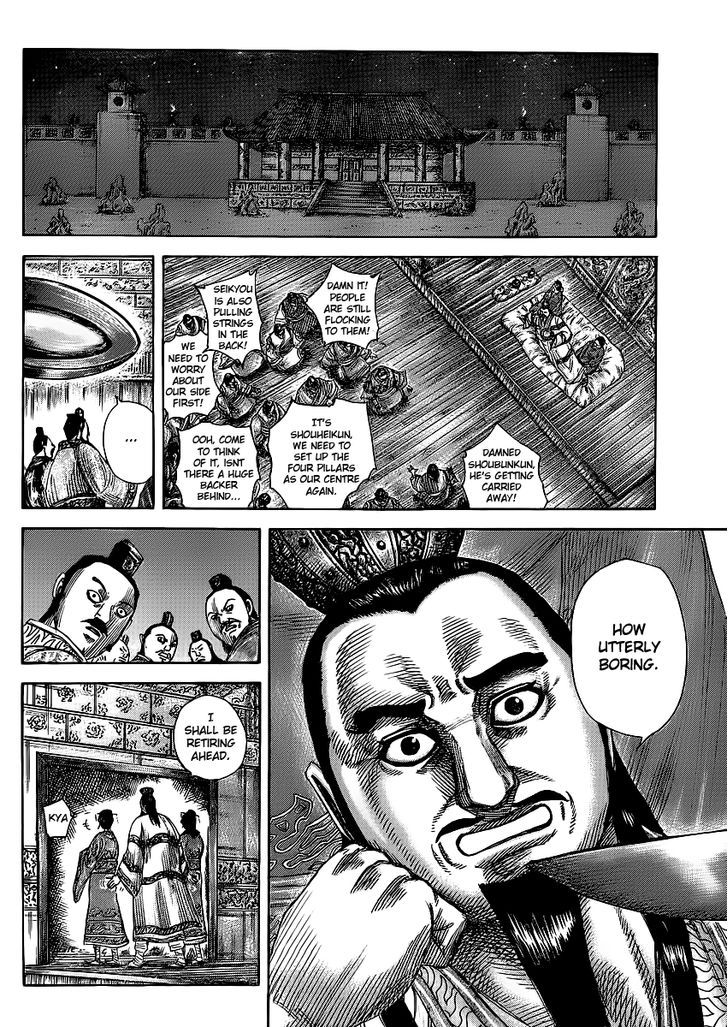 DAMN IT!
PEOPLE
ARE STILL
FLOCKING
TO THEM!
SEIKYOU
IS ALSO
PULLING
STRINGS
IN THE
BACK!
WE
NEED TO
WORRY
ABOUT
OUR SIDE
FIRST!
DAMNED
SHOUBUNKUN,
HE'S GETTING
CARRIED
AWAY!
IT'S
SHOUHEIKUN,
WE NEED TO
SET UP THE
FOUR PILLARS
AS OUR CENTRE
AGAIN.
OOH, COME
TO THINK
OF IT, ISNT
THERE A HUGE
BACKER
BEHIND...
...
HOW
UTTERLY
BORING.
I
SHALL BE
RETIRING
AHEAD.
KYA